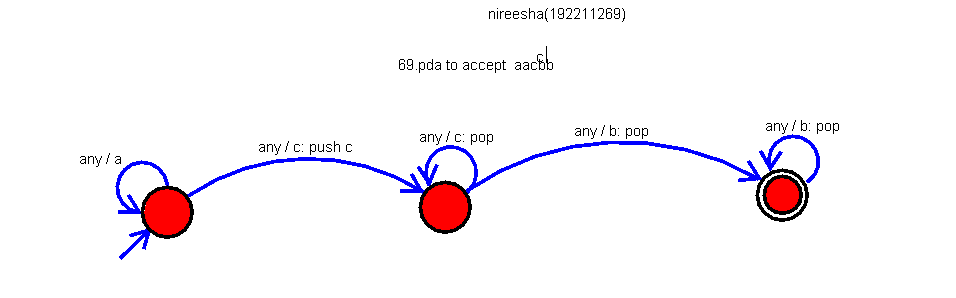 nireesha(192211269)
c
69.pda to accept aacbb
any / a
any / c: push c
any / c: pop
any / b: pop
any / b: pop